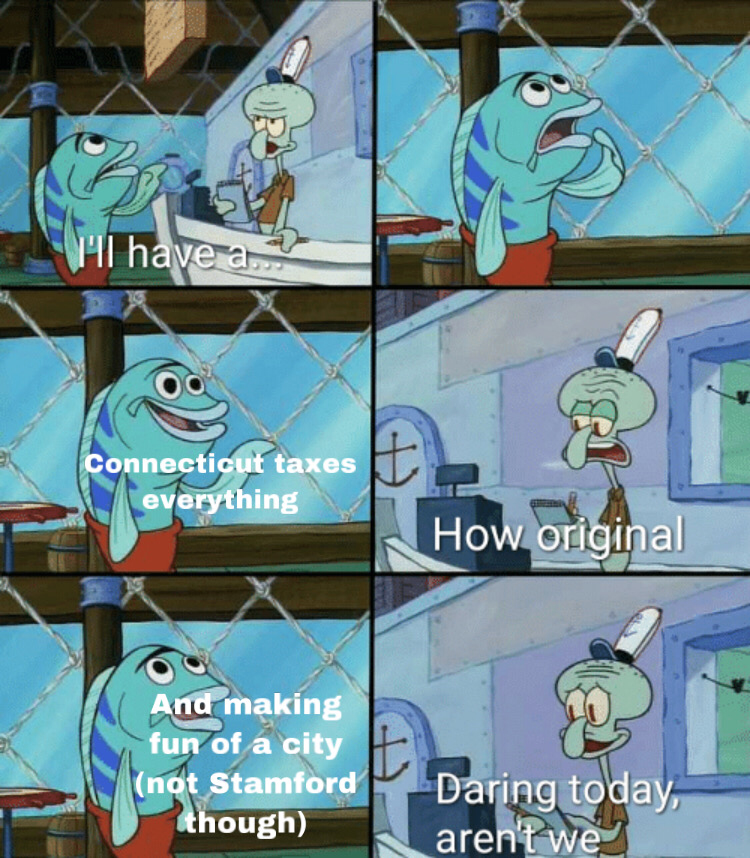 I'll have a...
Connecticut taxes
everything
How original
And making
fun of a city
(not Stamford
though)
Daring today,
aren't we